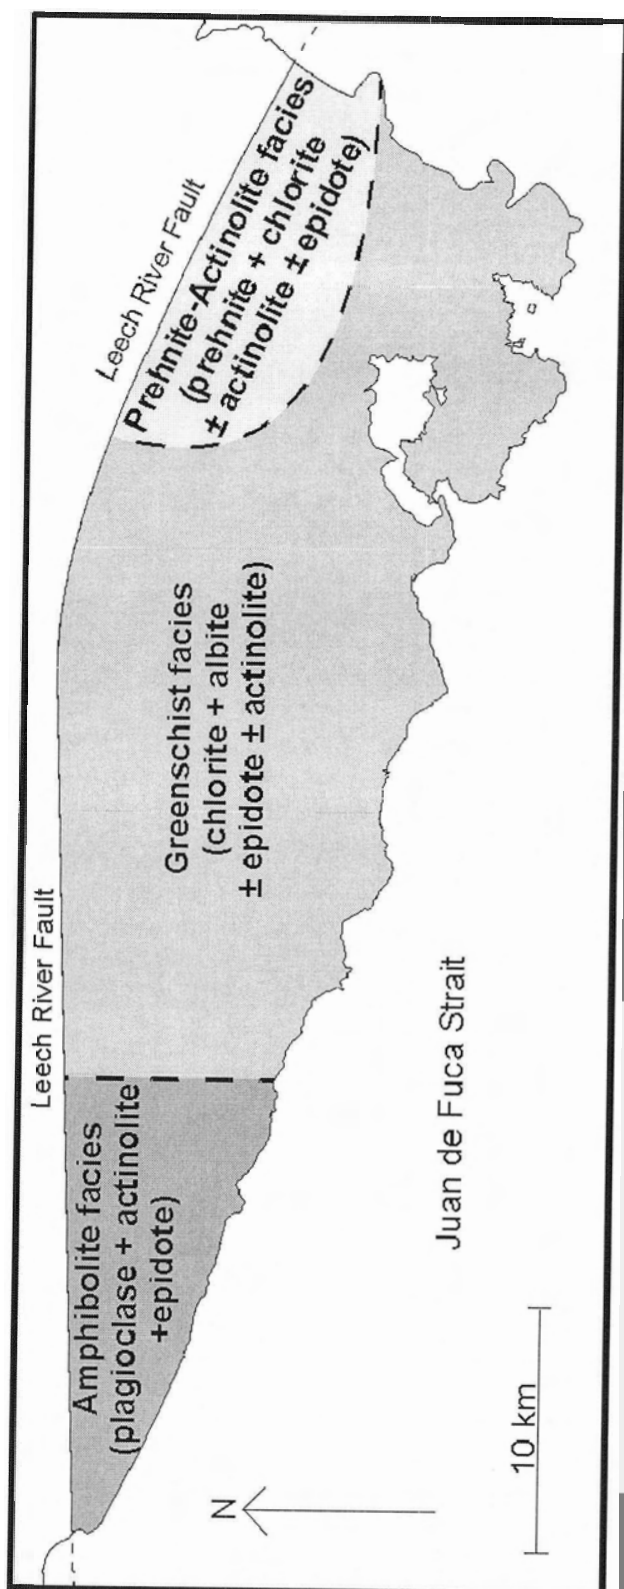 Leech River Fault
Leech River Fault
Amphibolite facies
(plagioclase + actinolite
+epidote)
Greenschist facies
(chlorite + albite
± epidote ± actinolite)
Prehnite-Actinolite facies
(prehnite + chlorite
± actinolite ± epidote)
Juan de Fuca Strait
N
10 km